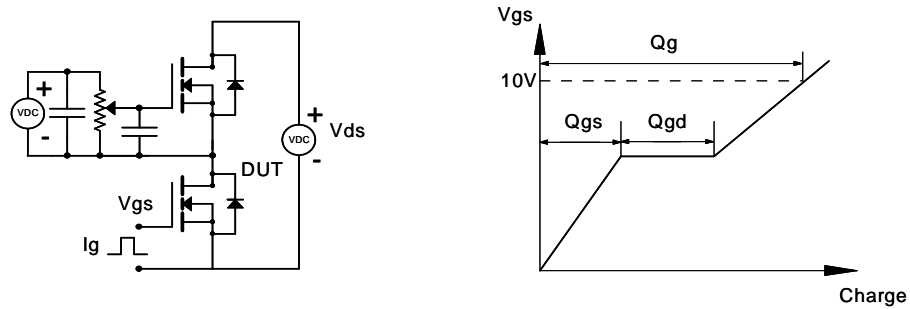 +
VDC
-
+
VDC
-
Vds
DUT
Vgs
Ig
Vgs
Qg
10V
Qgs
Qgd
Charge